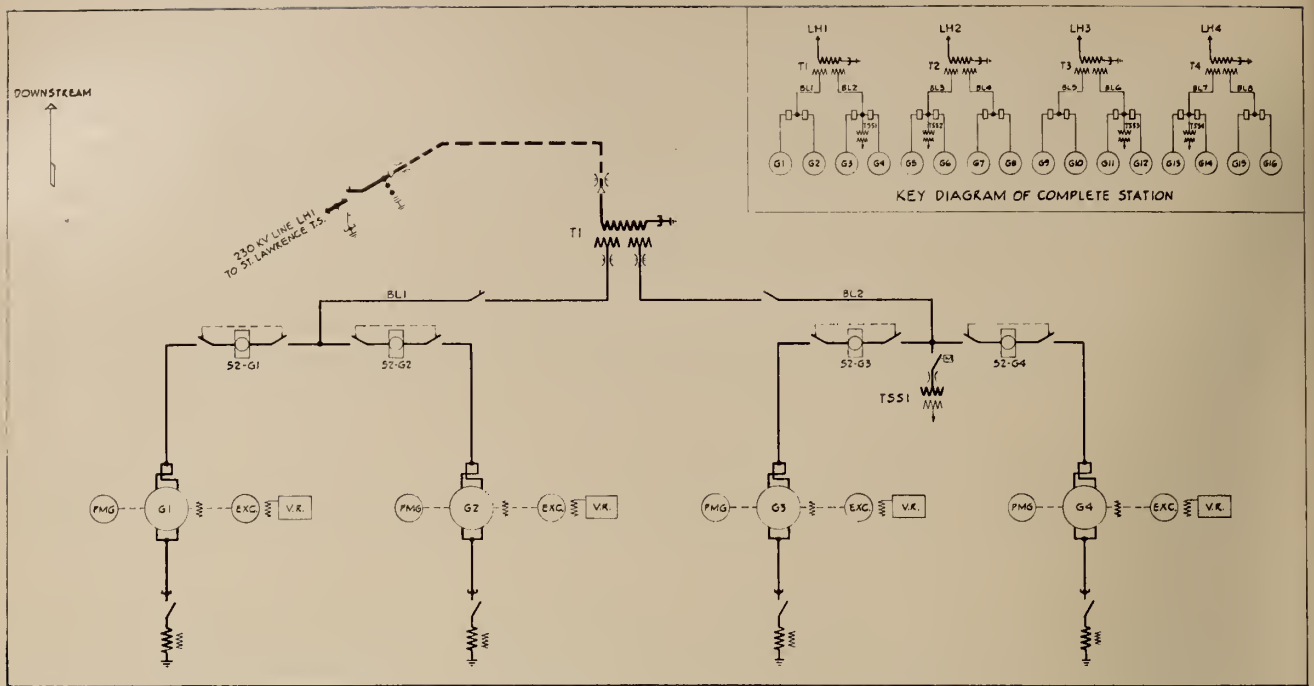 LH1 LH2 LH3 LH4
T1 T2 T3 T4
BL1 BL2 BL3 BL4 BL5 BL6 BL7 BL8
TSS1 TSS2 TSS3 TSS4
G1 G2 G3 G4 G5 G6 G7 G8 G9 G10 G11 G12 G13 G14 G15 G16
KEY DIAGRAM OF COMPLETE STATION
DOWNSTREAM
230 KV LINE LH1
TO ST. LAWRENCE T.S.
T1
BL1 BL2
52-G1 52-G2 52-G3 52-G4
TSS1
PMG G1 EXC. V.R. PMG G2 EXC. V.R. PMG G3 EXC. V.R. PMG G4 EXC. V.R.